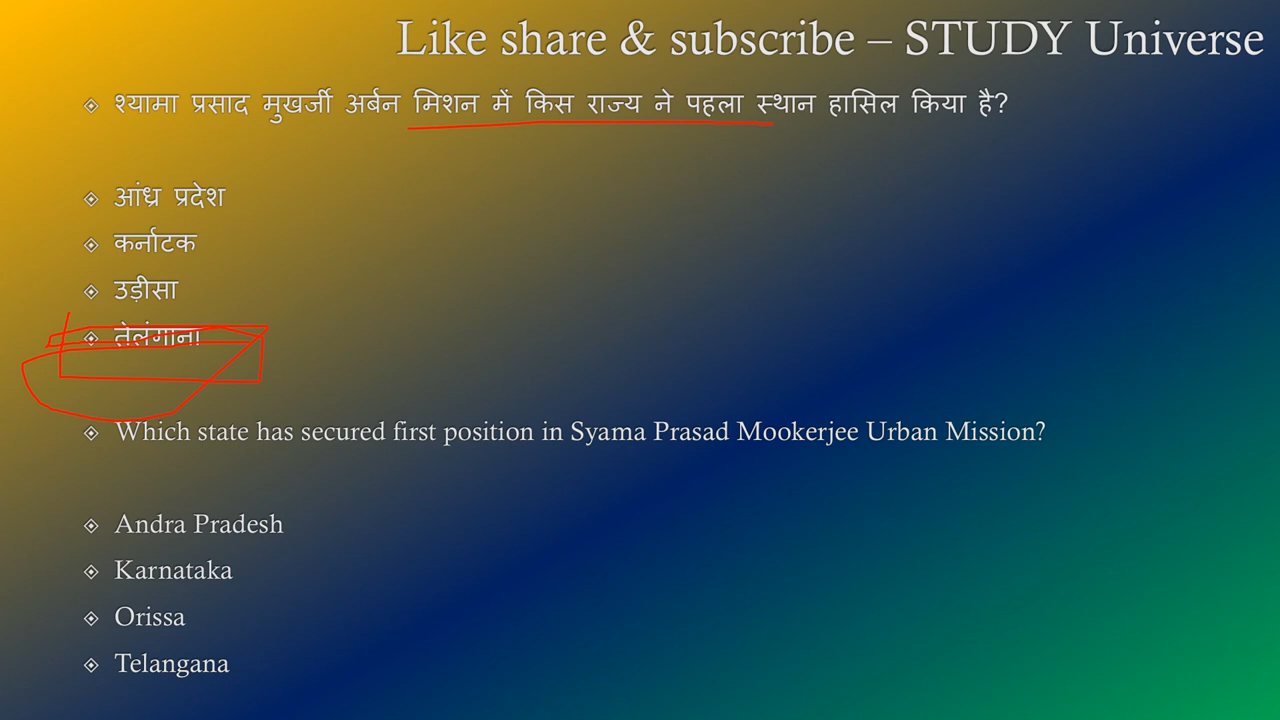 Like share & subscribe – STUDY Universe
श्यामा प्रसाद मुखर्जी अर्बन मिशन में किस राज्य ने पहला स्थान हासिल किया है?
आंध्र प्रदेश
कर्नाटक
उड़ीसा
तेलंगाना
Which state has secured first position in Syama Prasad Mookerjee Urban Mission?
Andra Pradesh
Karnataka
Orissa
Telangana